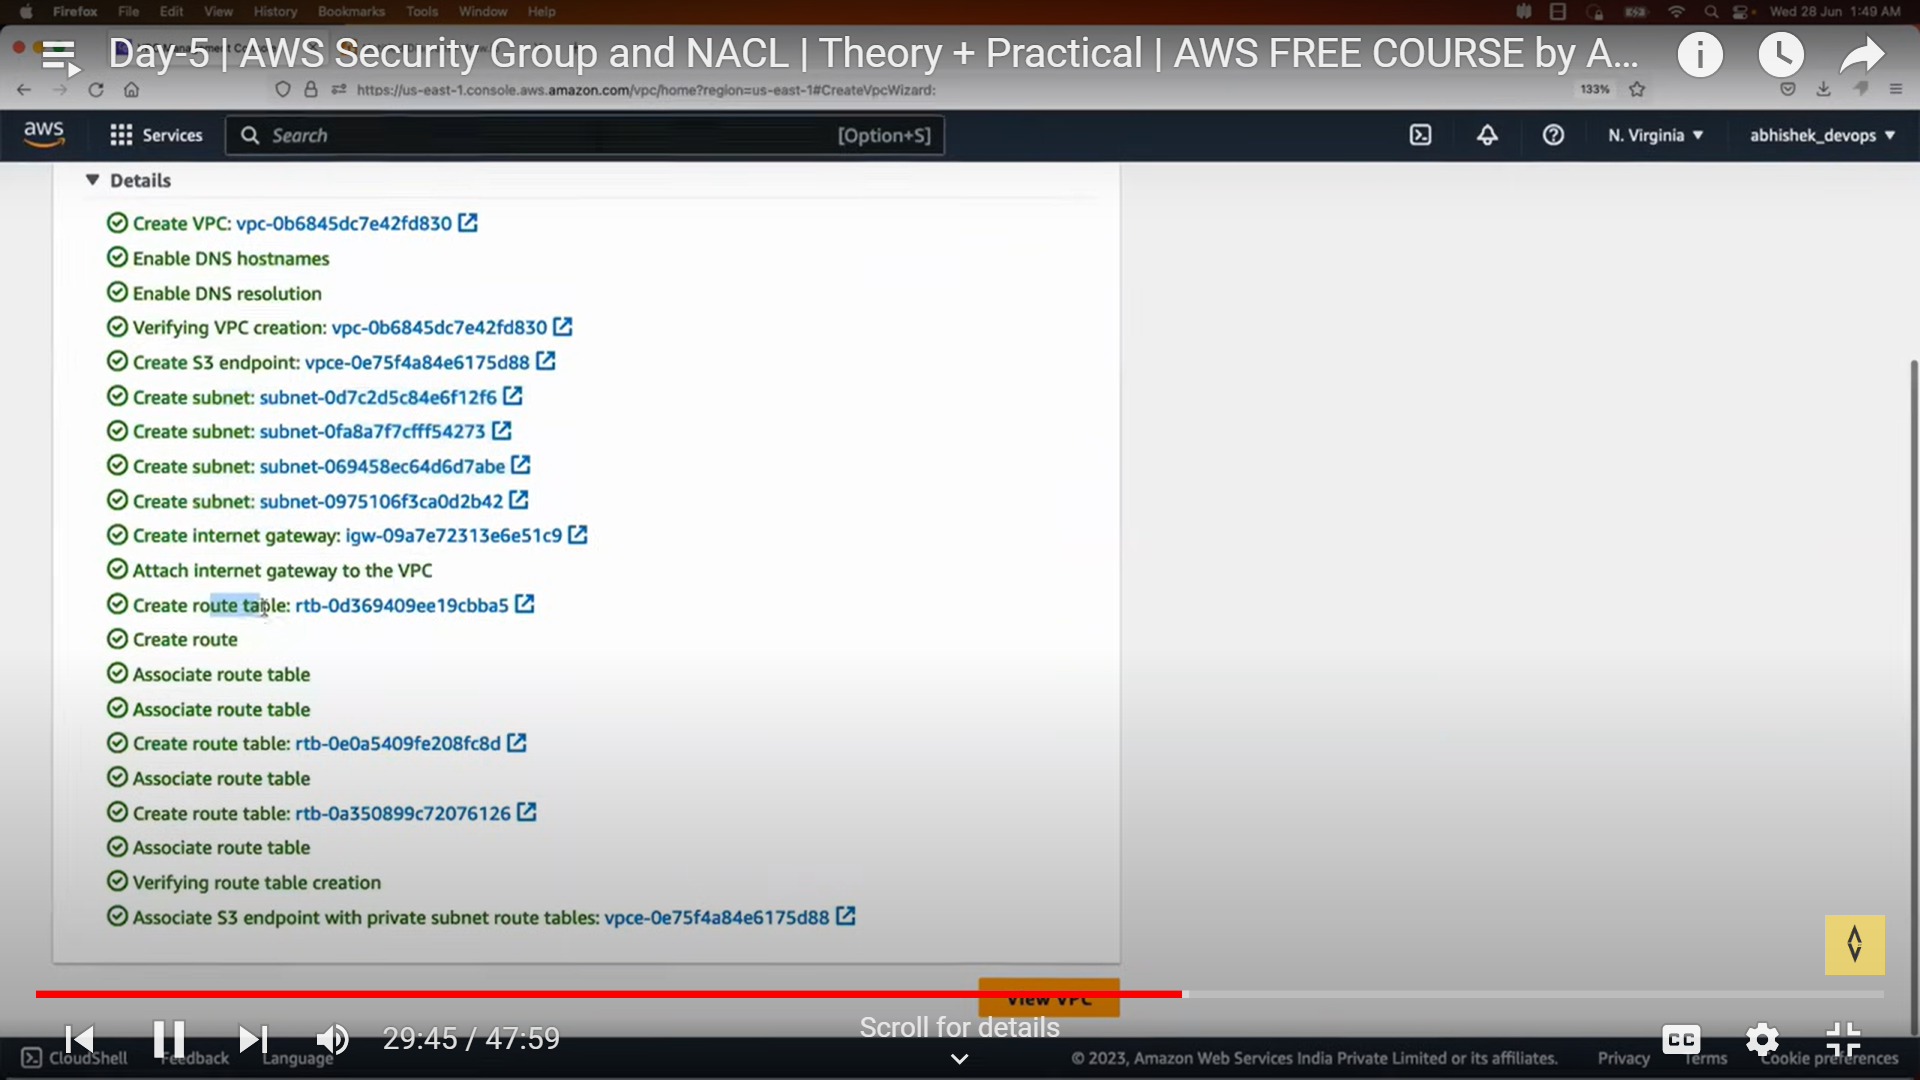 Firefox File Edit View History Bookmarks Tools Window Help Wed 28 Jun 1:49 AM
Day-5 | AWS Security Group and NACL | Theory + Practical | AWS FREE COURSE by A...
https://us-east-1.console.aws.amazon.com/vpc/home?region=us-east-1#CreateVpcWizard: 133%
aws Services Search [Option+S] N. Virginia abhishek_devops
Details
Create VPC: vpc-0b6845dc7e42fd830
Enable DNS hostnames
Enable DNS resolution
Verifying VPC creation: vpc-0b6845dc7e42fd830
Create S3 endpoint: vpce-0e75f4a84e6175d88
Create subnet: subnet-0d7c2d5c84e6f12f6
Create subnet: subnet-0fa8a7f7cfff54273
Create subnet: subnet-069458ec64d6d7abe
Create subnet: subnet-0975106f3ca0d2b42
Create internet gateway: igw-09a7e72313e6e51c9
Attach internet gateway to the VPC
Create route table: rtb-0d369409ee19cbba5
Create route
Associate route table
Associate route table
Create route table: rtb-0e0a5409fe208fc8d
Associate route table
Create route table: rtb-0a350899c72076126
Associate route table
Verifying route table creation
Associate S3 endpoint with private subnet route tables: vpce-0e75f4a84e6175d88
View VPC
Scroll for details
29:45 / 47:59
CC
CloudShell Feedback Language © 2023, Amazon Web Services India Private Limited or its affiliates. Privacy Terms Cookie preferences